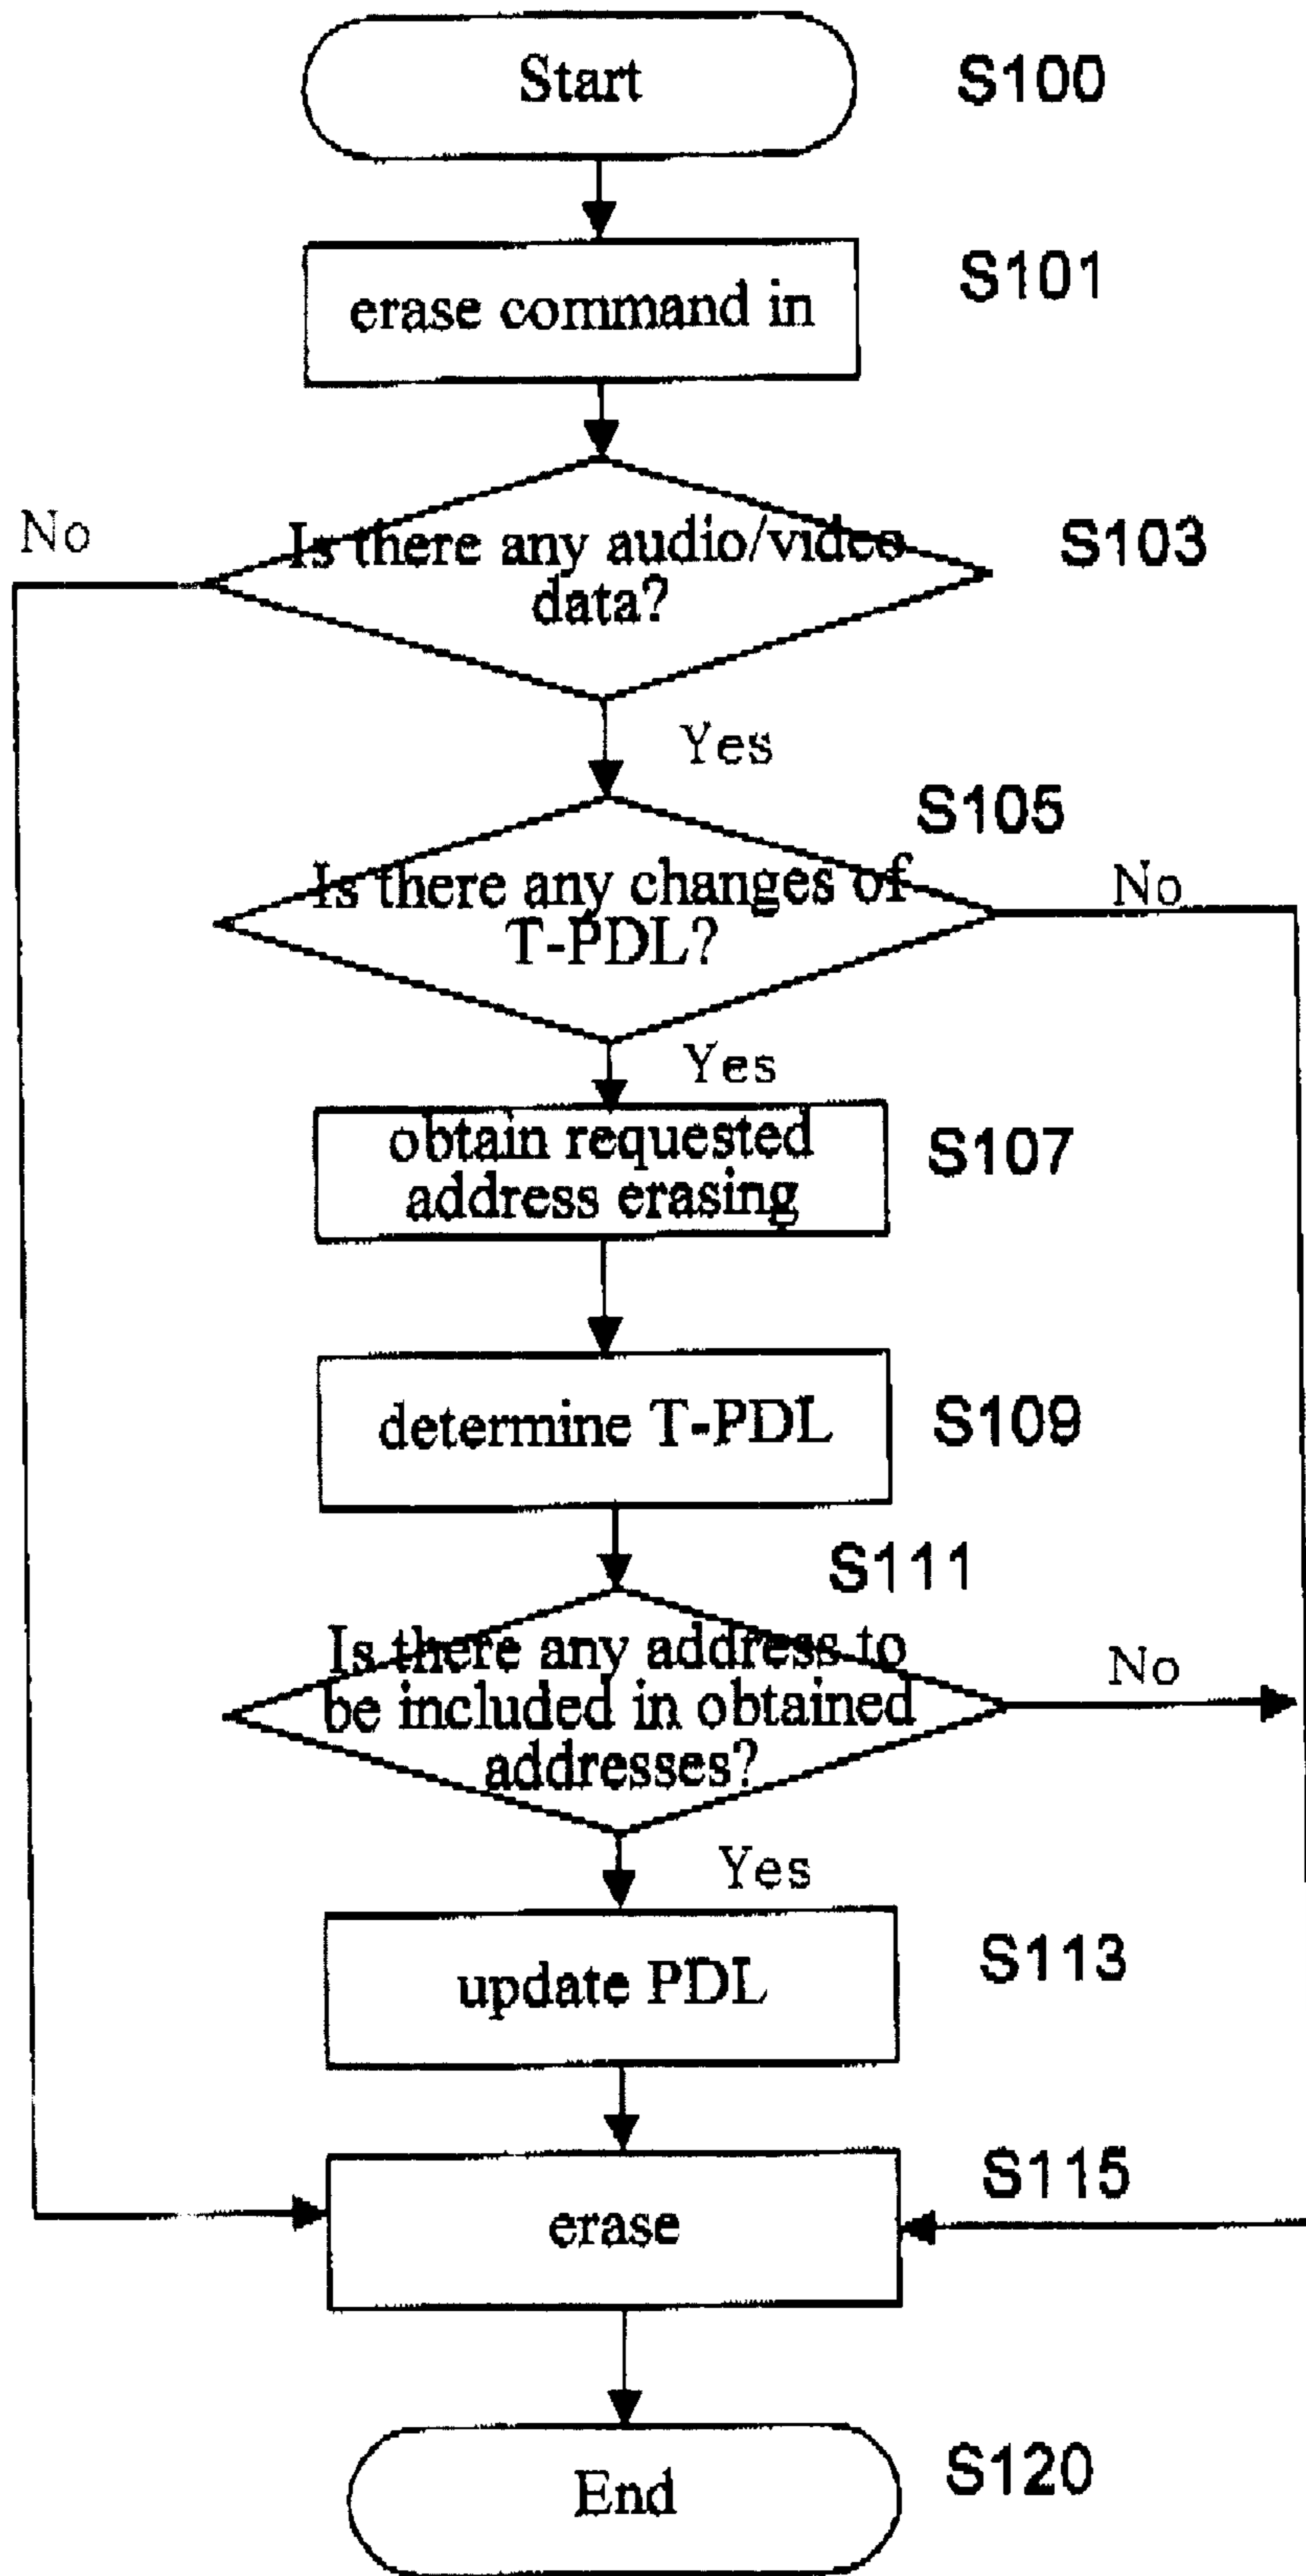 Start
S100
erase command in
S101
No
Is there any audio/video
data?
S103
Yes
S105
Is there any changes of
T-PDL?
No
Yes
obtain requested
address erasing
S107
determine T-PDL
S109
S111
Is there any address to
be included in obtained
addresses?
No
Yes
update PDL
S113
erase
S115
End
S120